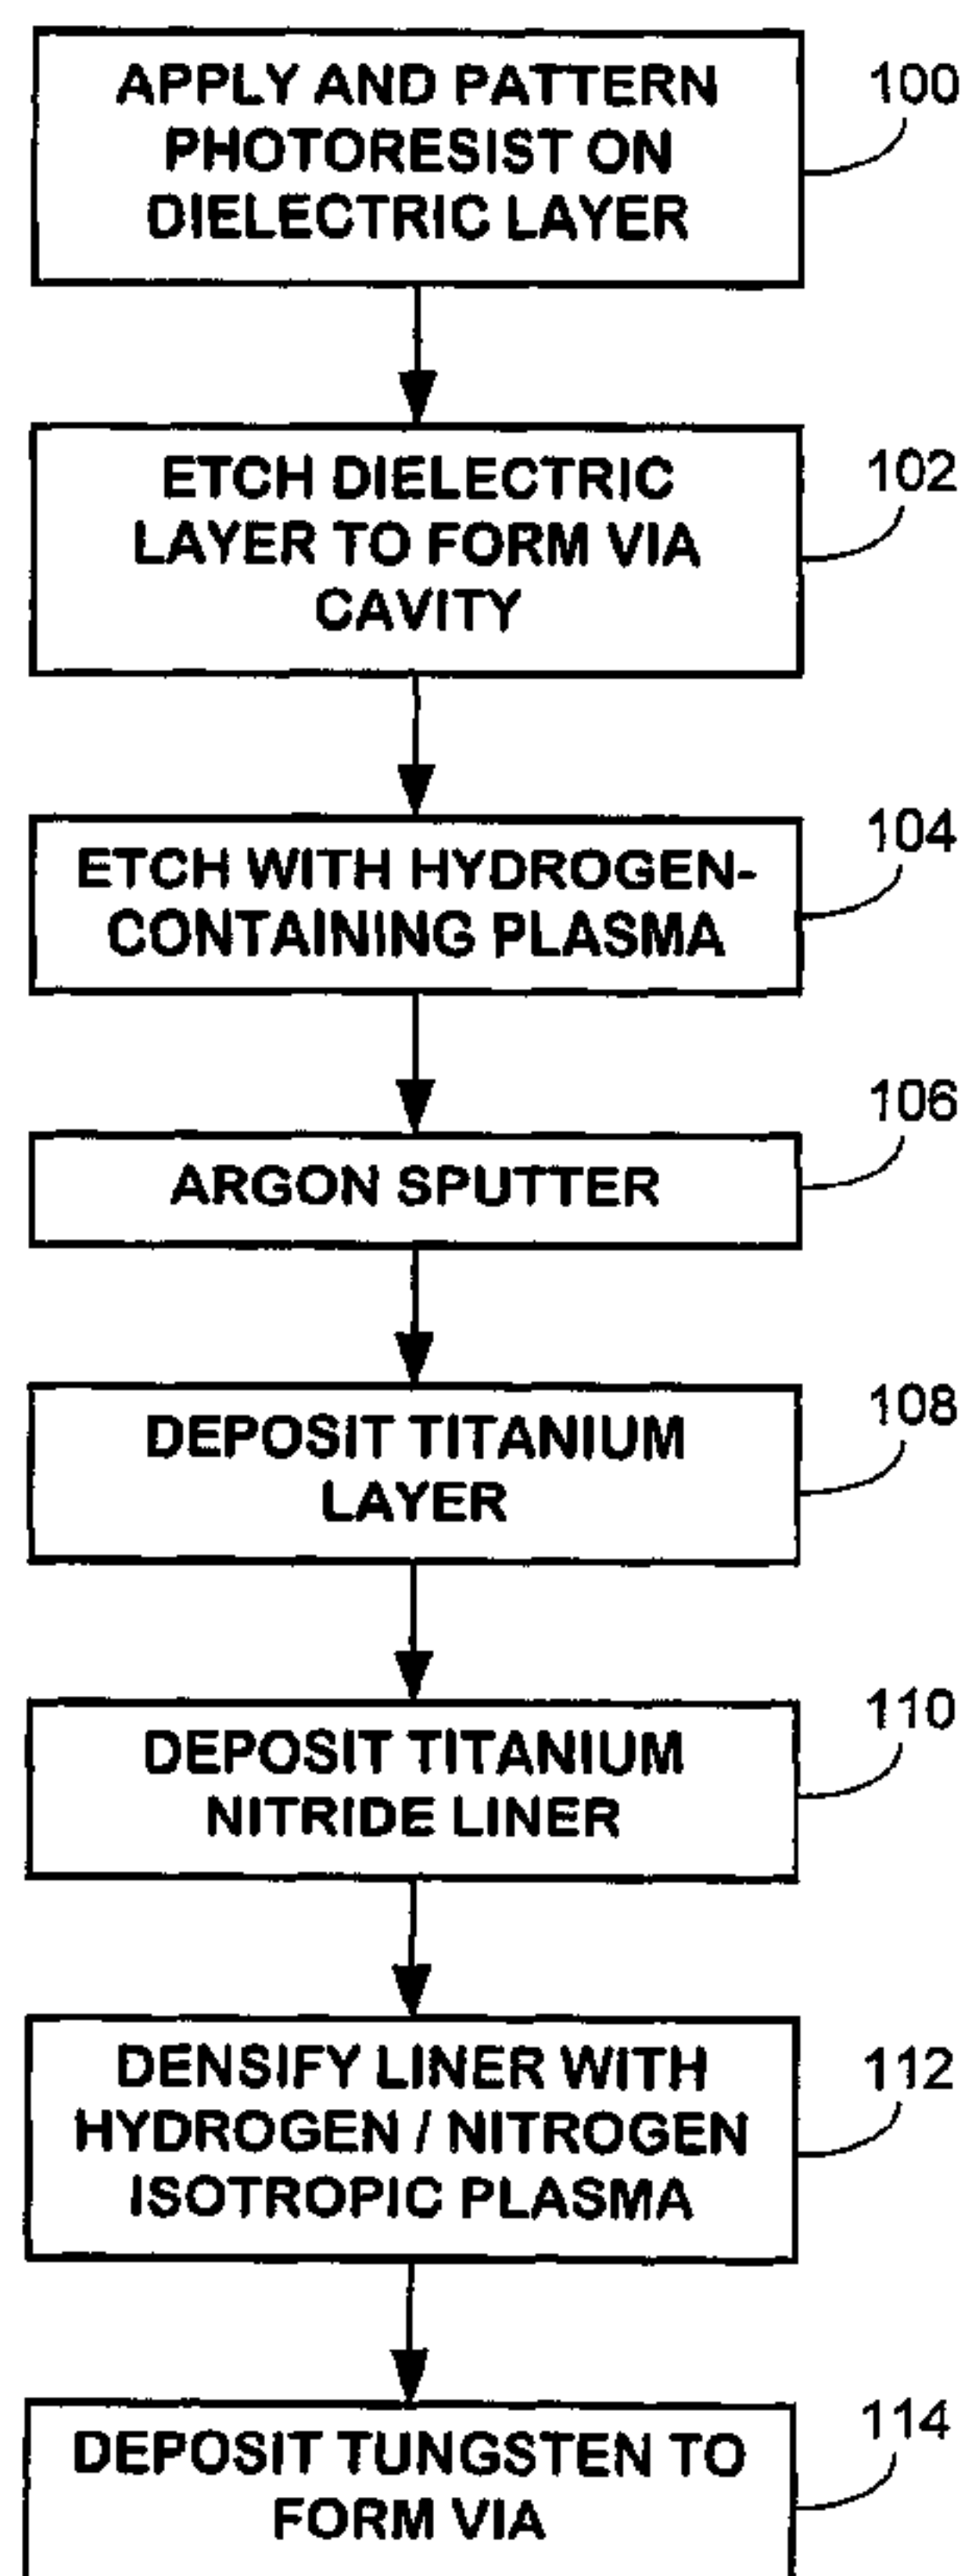 APPLY AND PATTERN
PHOTORESIST ON
DIELECTRIC LAYER
100
ETCH DIELECTRIC
LAYER TO FORM VIA
CAVITY
102
ETCH WITH HYDROGEN-
CONTAINING PLASMA
104
ARGON SPUTTER
106
DEPOSIT TITANIUM
LAYER
108
DEPOSIT TITANIUM
NITRIDE LINER
110
DENSIFY LINER WITH
HYDROGEN / NITROGEN
ISOTROPIC PLASMA
112
DEPOSIT TUNGSTEN TO
FORM VIA
114